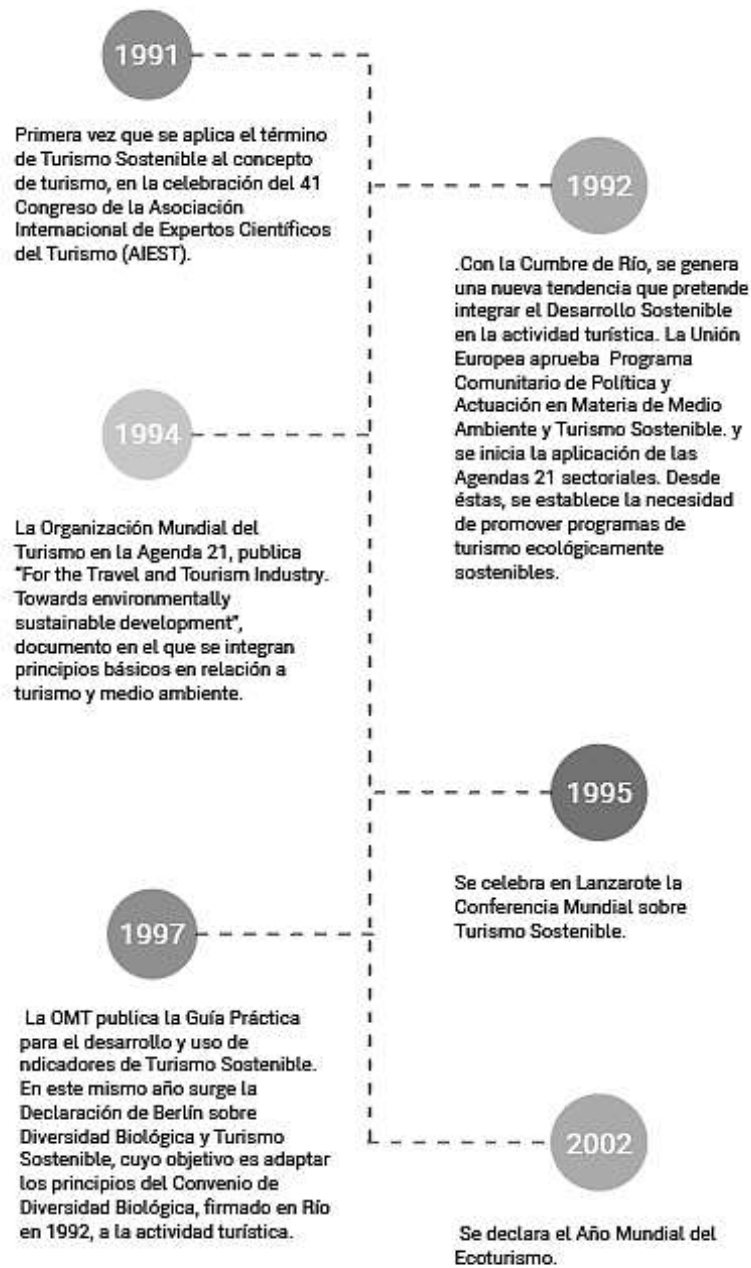 1991
Primera vez que se aplica el término
de Turismo Sostenible al concepto
de turismo, en la celebración del 41
Congreso de la Asociación
Internacional de Expertos Científicos
del Turismo (AIEST).
1992
.Con la Cumbre de Río, se genera
una nueva tendencia que pretende
integrar el Desarrollo Sostenible
en la actividad turística. La Unión
Europea aprueba Programa
Comunitario de Política y
Actuación en Materia de Medio
Ambiente y Turismo Sostenible. y
se inicia la aplicación de las
Agendas 21 sectoriales. Desde
éstas, se establece la necesidad
de promover programas de
turismo ecológicamente
sostenibles.
1994
La Organización Mundial del
Turismo en la Agenda 21, publica
"For the Travel and Tourism Industry.
Towards environmentally
sustainable development",
documento en el que se integran
principios básicos en relación a
turismo y medio ambiente.
1995
Se celebra en Lanzarote la
Conferencia Mundial sobre
Turismo Sostenible.
1997
La OMT publica la Guía Práctica
para el desarrollo y uso de
ndicadores de Turismo Sostenible.
En este mismo año surge la
Declaración de Berlín sobre
Diversidad Biológica y Turismo
Sostenible, cuyo objetivo es adaptar
los principios del Convenio de
Diversidad Biológica, firmado en Río
en 1992, a la actividad turística.
2002
Se declara el Año Mundial del
Ecoturismo.